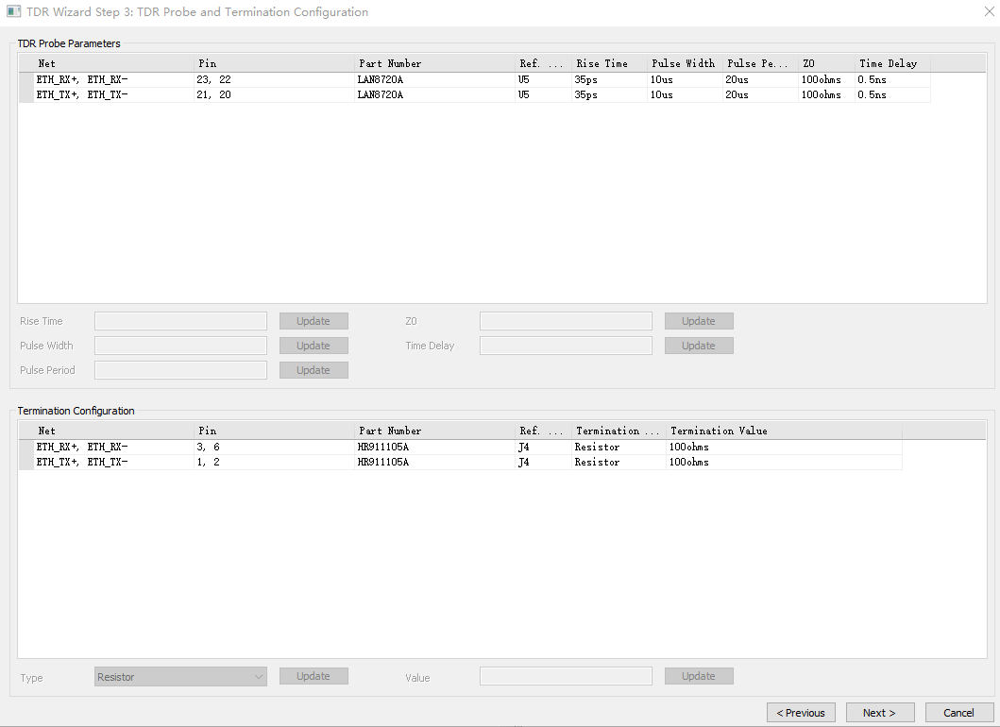 TDR Wizard Step 3: TDR Probe and Termination Configuration
TDR Probe Parameters
Net Pin Part Number Ref. ... Rise Time Pulse Width Pulse Pe... Z0 Time Delay
ETH_RX+, ETH_RX- 23, 22 LAN8720A U5 35ps 10us 20us 100ohms 0.5ns
ETH_TX+, ETH_TX- 21, 20 LAN8720A U5 35ps 10us 20us 100ohms 0.5ns
Rise Time Update Z0 Update
Pulse Width Update Time Delay Update
Pulse Period Update
Termination Configuration
Net Pin Part Number Ref. ... Termination ... Termination Value
ETH_RX+, ETH_RX- 3, 6 HR911105A J4 Resistor 100ohms
ETH_TX+, ETH_TX- 1, 2 HR911105A J4 Resistor 100ohms
Type Resistor Update Value Update
< Previous Next > Cancel